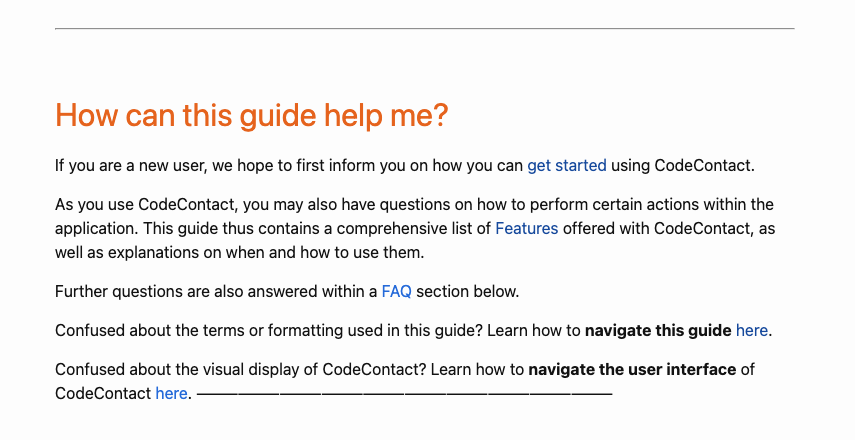 How can this guide help me?
If you are a new user, we hope to first inform you on how you can get started using CodeContact.
As you use CodeContact, you may also have questions on how to perform certain actions within the
application. This guide thus contains a comprehensive list of Features offered with CodeContact, as
well as explanations on when and how to use them.
Further questions are also answered within a FAQ section below.
Confused about the terms or formatting used in this guide? Learn how to navigate this guide here.
Confused about the visual display of CodeContact? Learn how to navigate the user interface of
CodeContact here. ——————————————————————————